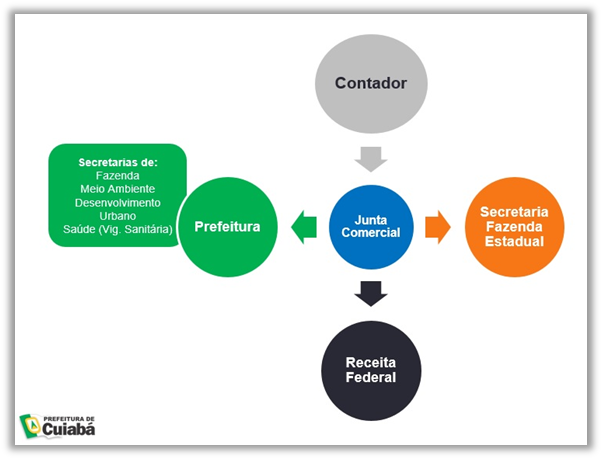 Contador
Secretarias de:
Fazenda
Meio Ambiente
Desenvolvimento
Urbano
Saúde (Vig. Sanitária)
Prefeitura
Junta
Comercial
Secretaria
Fazenda
Estadual
Receita
Federal
PREFEITURA DE
Cuiabá